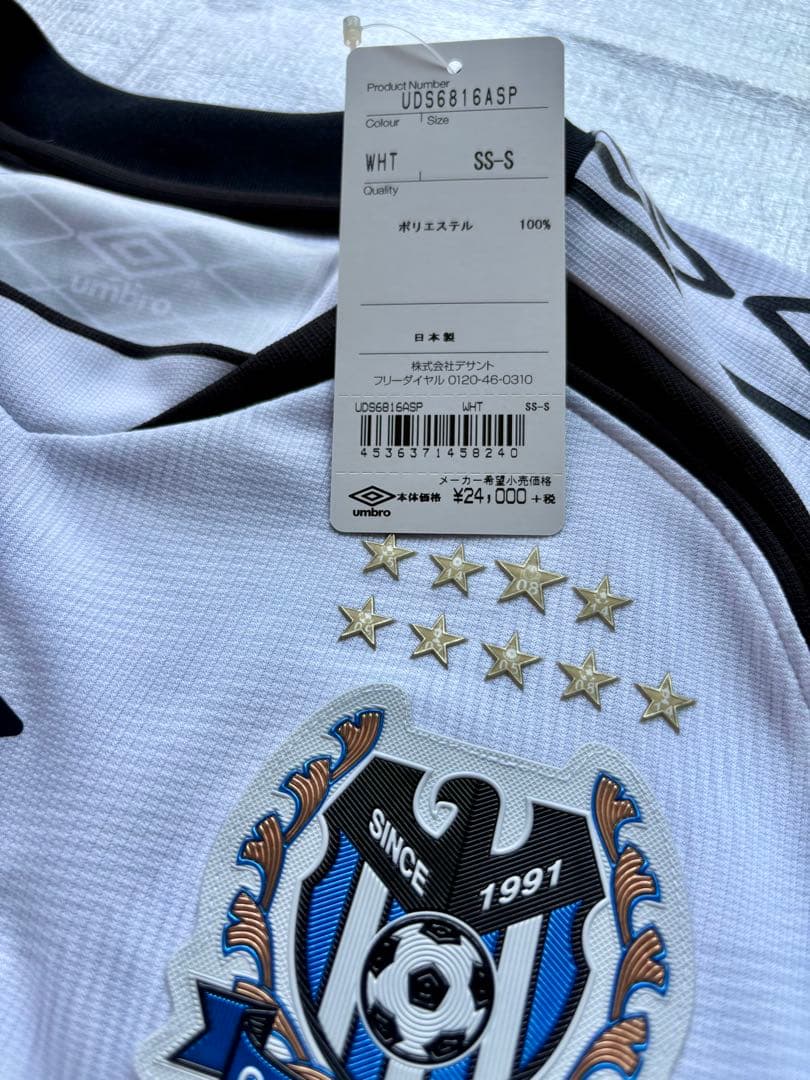 Product Number
UDS6816ASP
Colour Size
WHT SS-S
Quality
ポリエステル 100%
日本製
株式会社デサント
フリーダイヤル 0120-46-0310
UDS6816ASP WHT SS-S
4536371458240
メーカー希望小売価格
umbro 本体価格 ¥24,000 +税
umbro
08
05
SINCE
1991